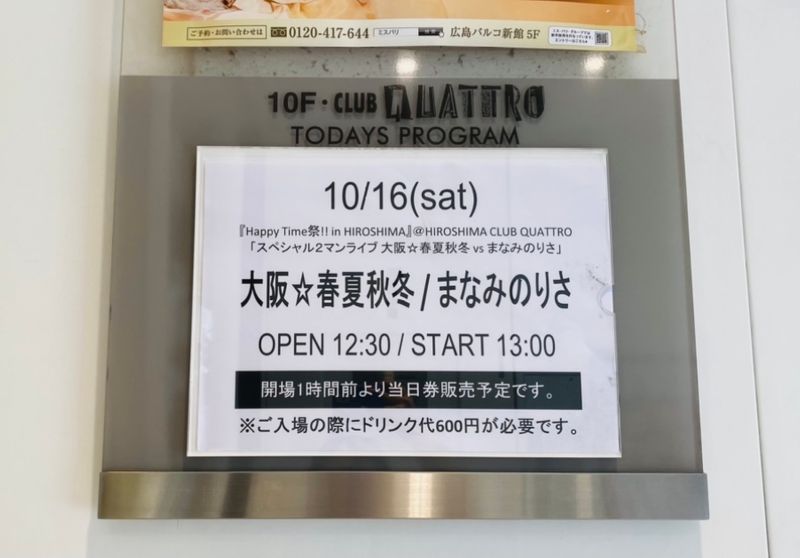 ご予約・お問い合わせは 0120-417-644 ミスパリ 検索 広島パルコ新館 5F
10F・CLUB QUATTRO
TODAYS PROGRAM
10/16(sat)
『Happy Time祭!! in HIROSHIMA』@HIROSHIMA CLUB QUATTRO
「スペシャル2マンライブ 大阪☆春夏秋冬 vs まなみのりさ」
大阪☆春夏秋冬 / まなみのりさ
OPEN 12:30 / START 13:00
開場1時間前より当日券販売予定です。
※ご入場の際にドリンク代600円が必要です。